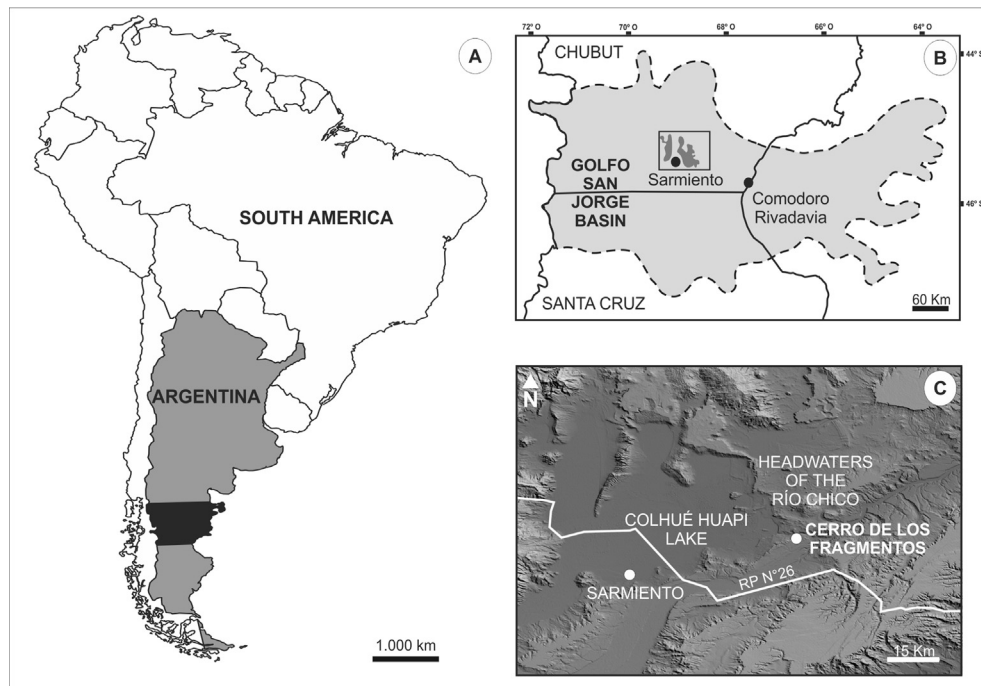 A
SOUTH AMERICA
ARGENTINA
1.000 km
72° O
70° O
68° O
66° O
64° O
B
CHUBUT
44° S
GOLFO
SAN
JORGE
BASIN
Sarmiento
Comodoro
Rivadavia
46° S
SANTA CRUZ
60 Km
C
N
HEADWATERS
OF THE
RÍO CHICO
COLHUÉ HUAPI
LAKE
CERRO DE LOS
FRAGMENTOS
SARMIENTO
RP N°26
15 Km